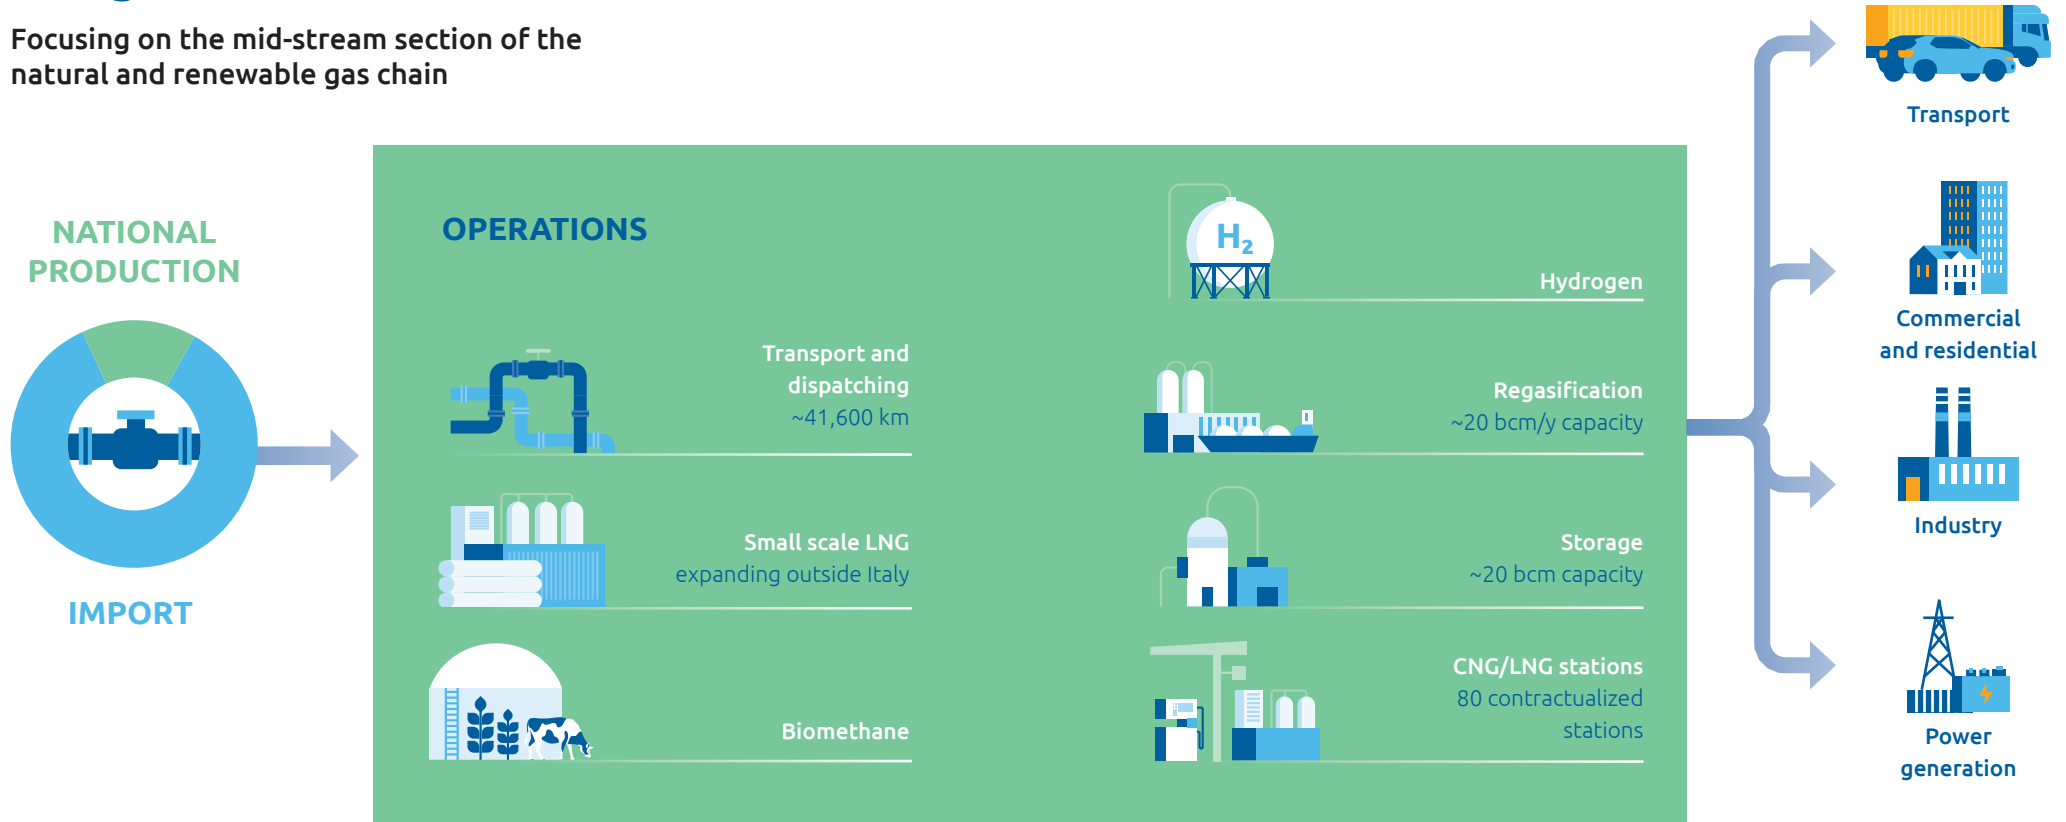 Focusing on the mid-stream section of the
natural and renewable gas chain
NATIONAL
PRODUCTION
IMPORT
OPERATIONS
Transport and
dispatching
~41,600 km
Small scale LNG
expanding outside Italy
Biomethane
H₂
Hydrogen
Regasification
~20 bcm/y capacity
Storage
~20 bcm capacity
CNG/LNG stations
80 contractualized
stations
Transport
Commercial
and residential
Industry
Power
generation